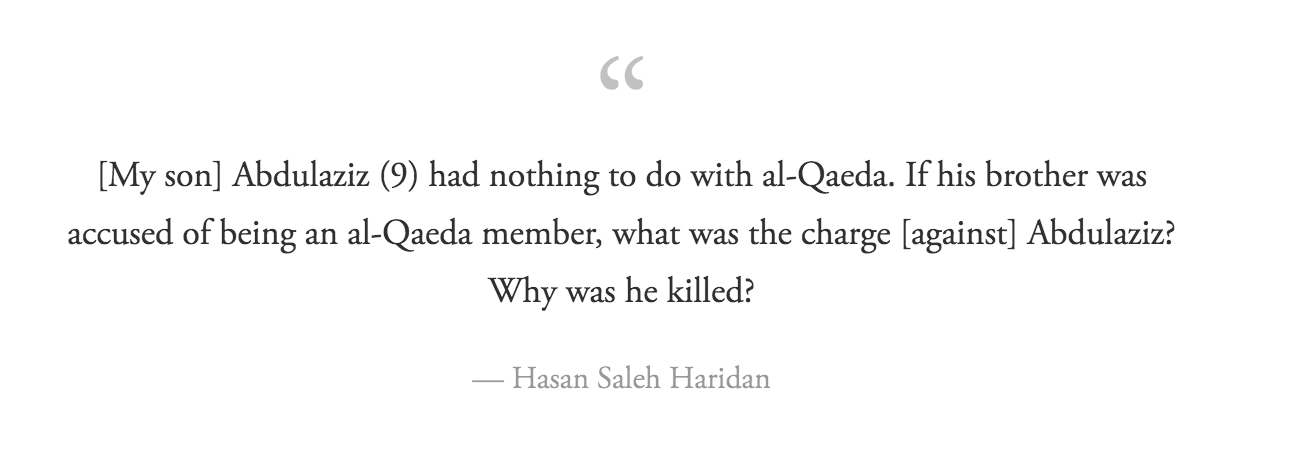 “
[My son] Abdulaziz (9) had nothing to do with al-Qaeda. If his brother was
accused of being an al-Qaeda member, what was the charge [against] Abdulaziz?
Why was he killed?
— Hasan Saleh Haridan